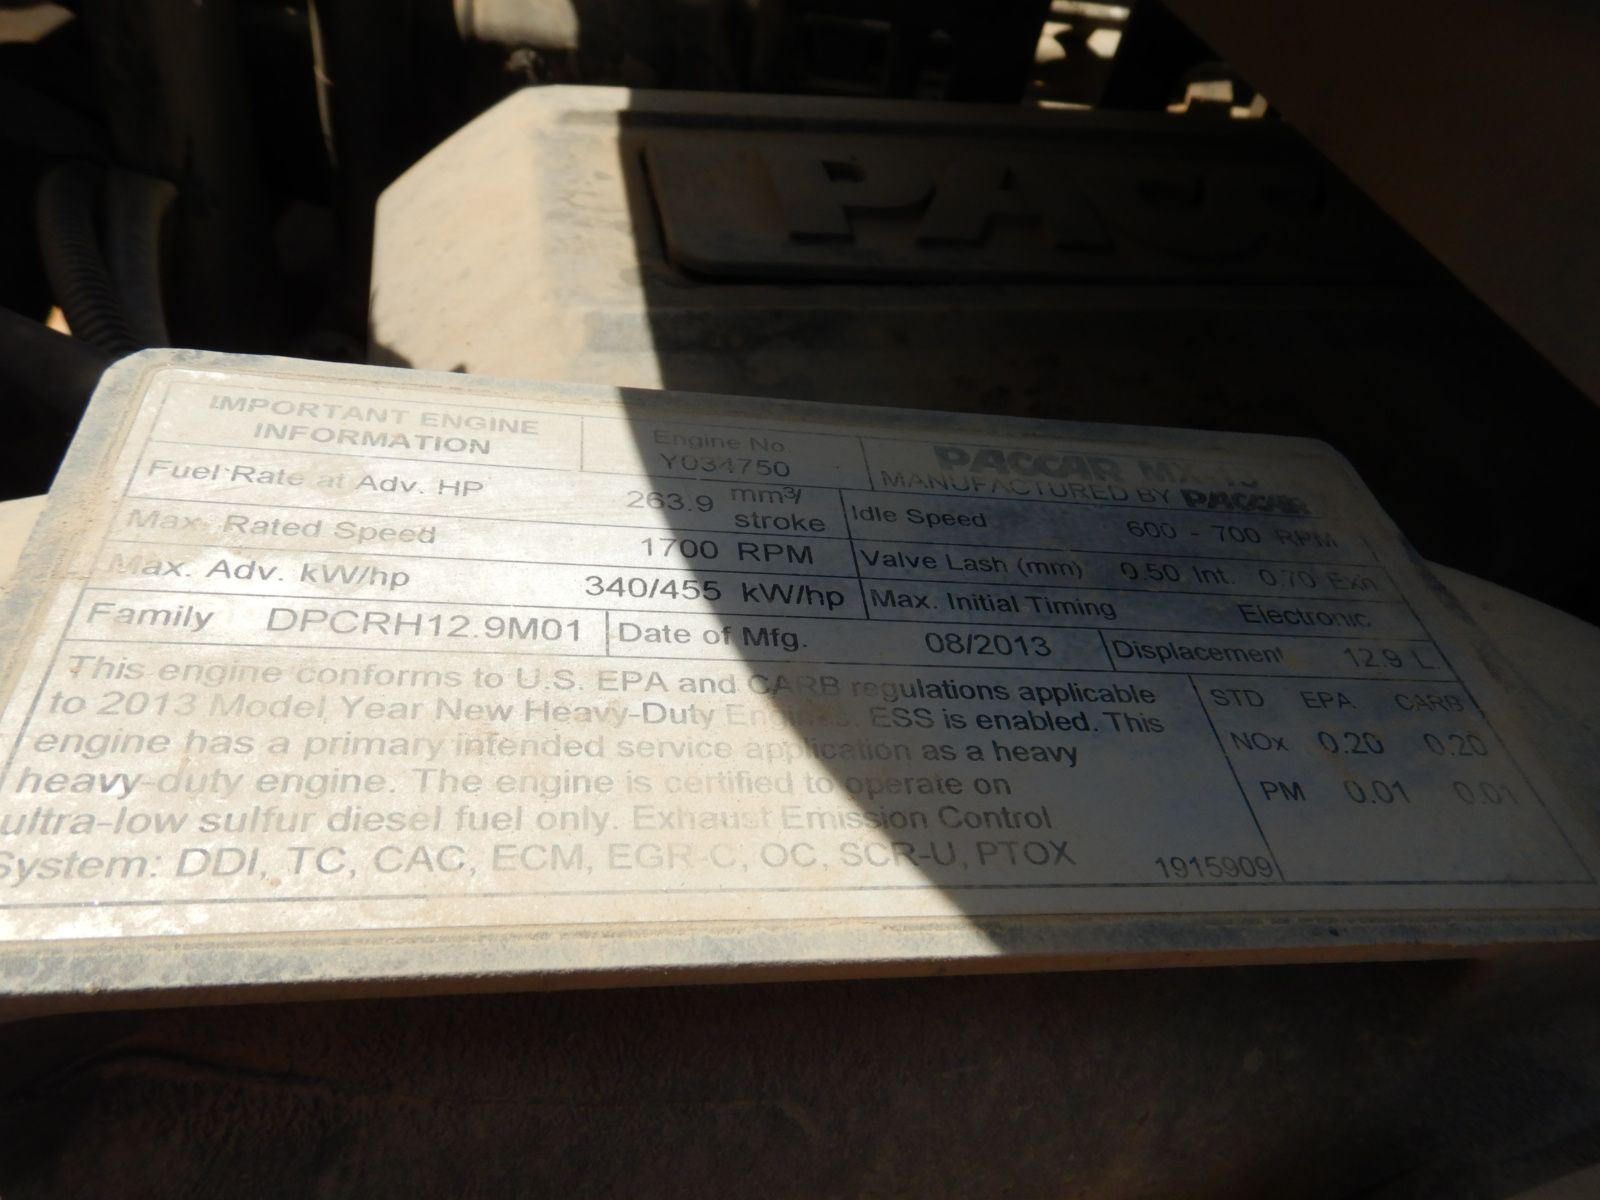 PACC
IMPORTANT ENGINE
INFORMATION
Engine No.
Y034750
PACCAR MX-13
MANUFACTURED BY PACCAR
Fuel Rate at Adv. HP 263.9 mm³/
stroke
Idle Speed 600 - 700 RPM
Max. Rated Speed 1700 RPM
Valve Lash (mm) 0.50 Int. 0.70 Exh
Max. Adv. kW/hp 340/455 kW/hp
Max. Initial Timing Electronic
Family DPCRH12.9M01
Date of Mfg. 08/2013
Displacement 12.9 L
This engine conforms to U.S. EPA and CARB regulations applicable
to 2013 Model Year New Heavy-Duty Engines. ESS is enabled. This
engine has a primary intended service application as a heavy
heavy-duty engine. The engine is certified to operate on
ultra-low sulfur diesel fuel only. Exhaust Emission Control
System: DDI, TC, CAC, ECM, EGR-C, OC, SCR-U, PTOX
1915909
STD EPA CARB
NOx 0.20 0.20
PM 0.01 0.01